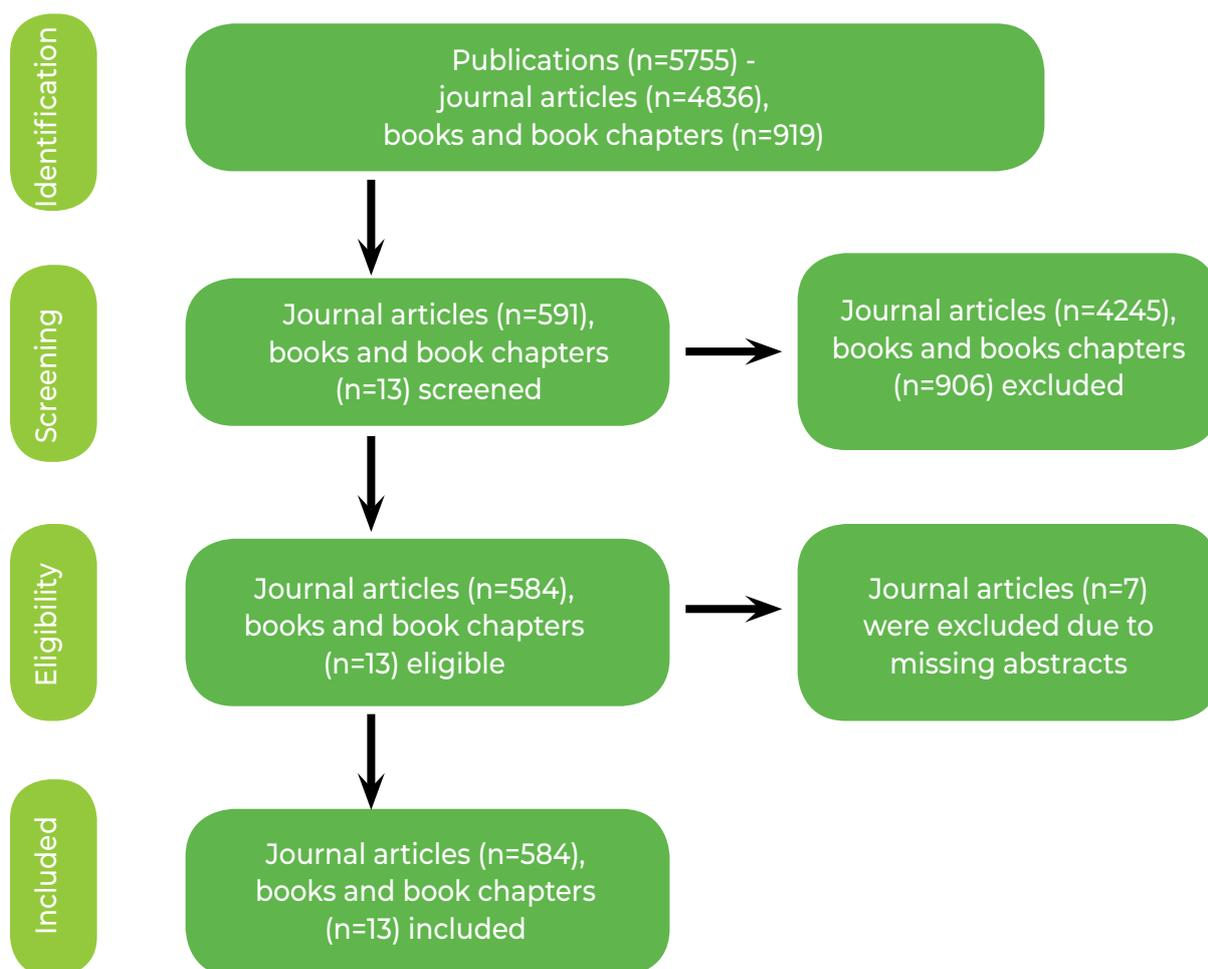 Identification
Publications (n=5755) -
journal articles (n=4836),
books and book chapters (n=919)
Screening
Journal articles (n=591),
books and book chapters
(n=13) screened
Journal articles (n=4245),
books and books chapters
(n=906) excluded
Eligibility
Journal articles (n=584),
books and book chapters
(n=13) eligible
Journal articles (n=7)
were excluded due to
missing abstracts
Included
Journal articles (n=584),
books and book chapters
(n=13) included